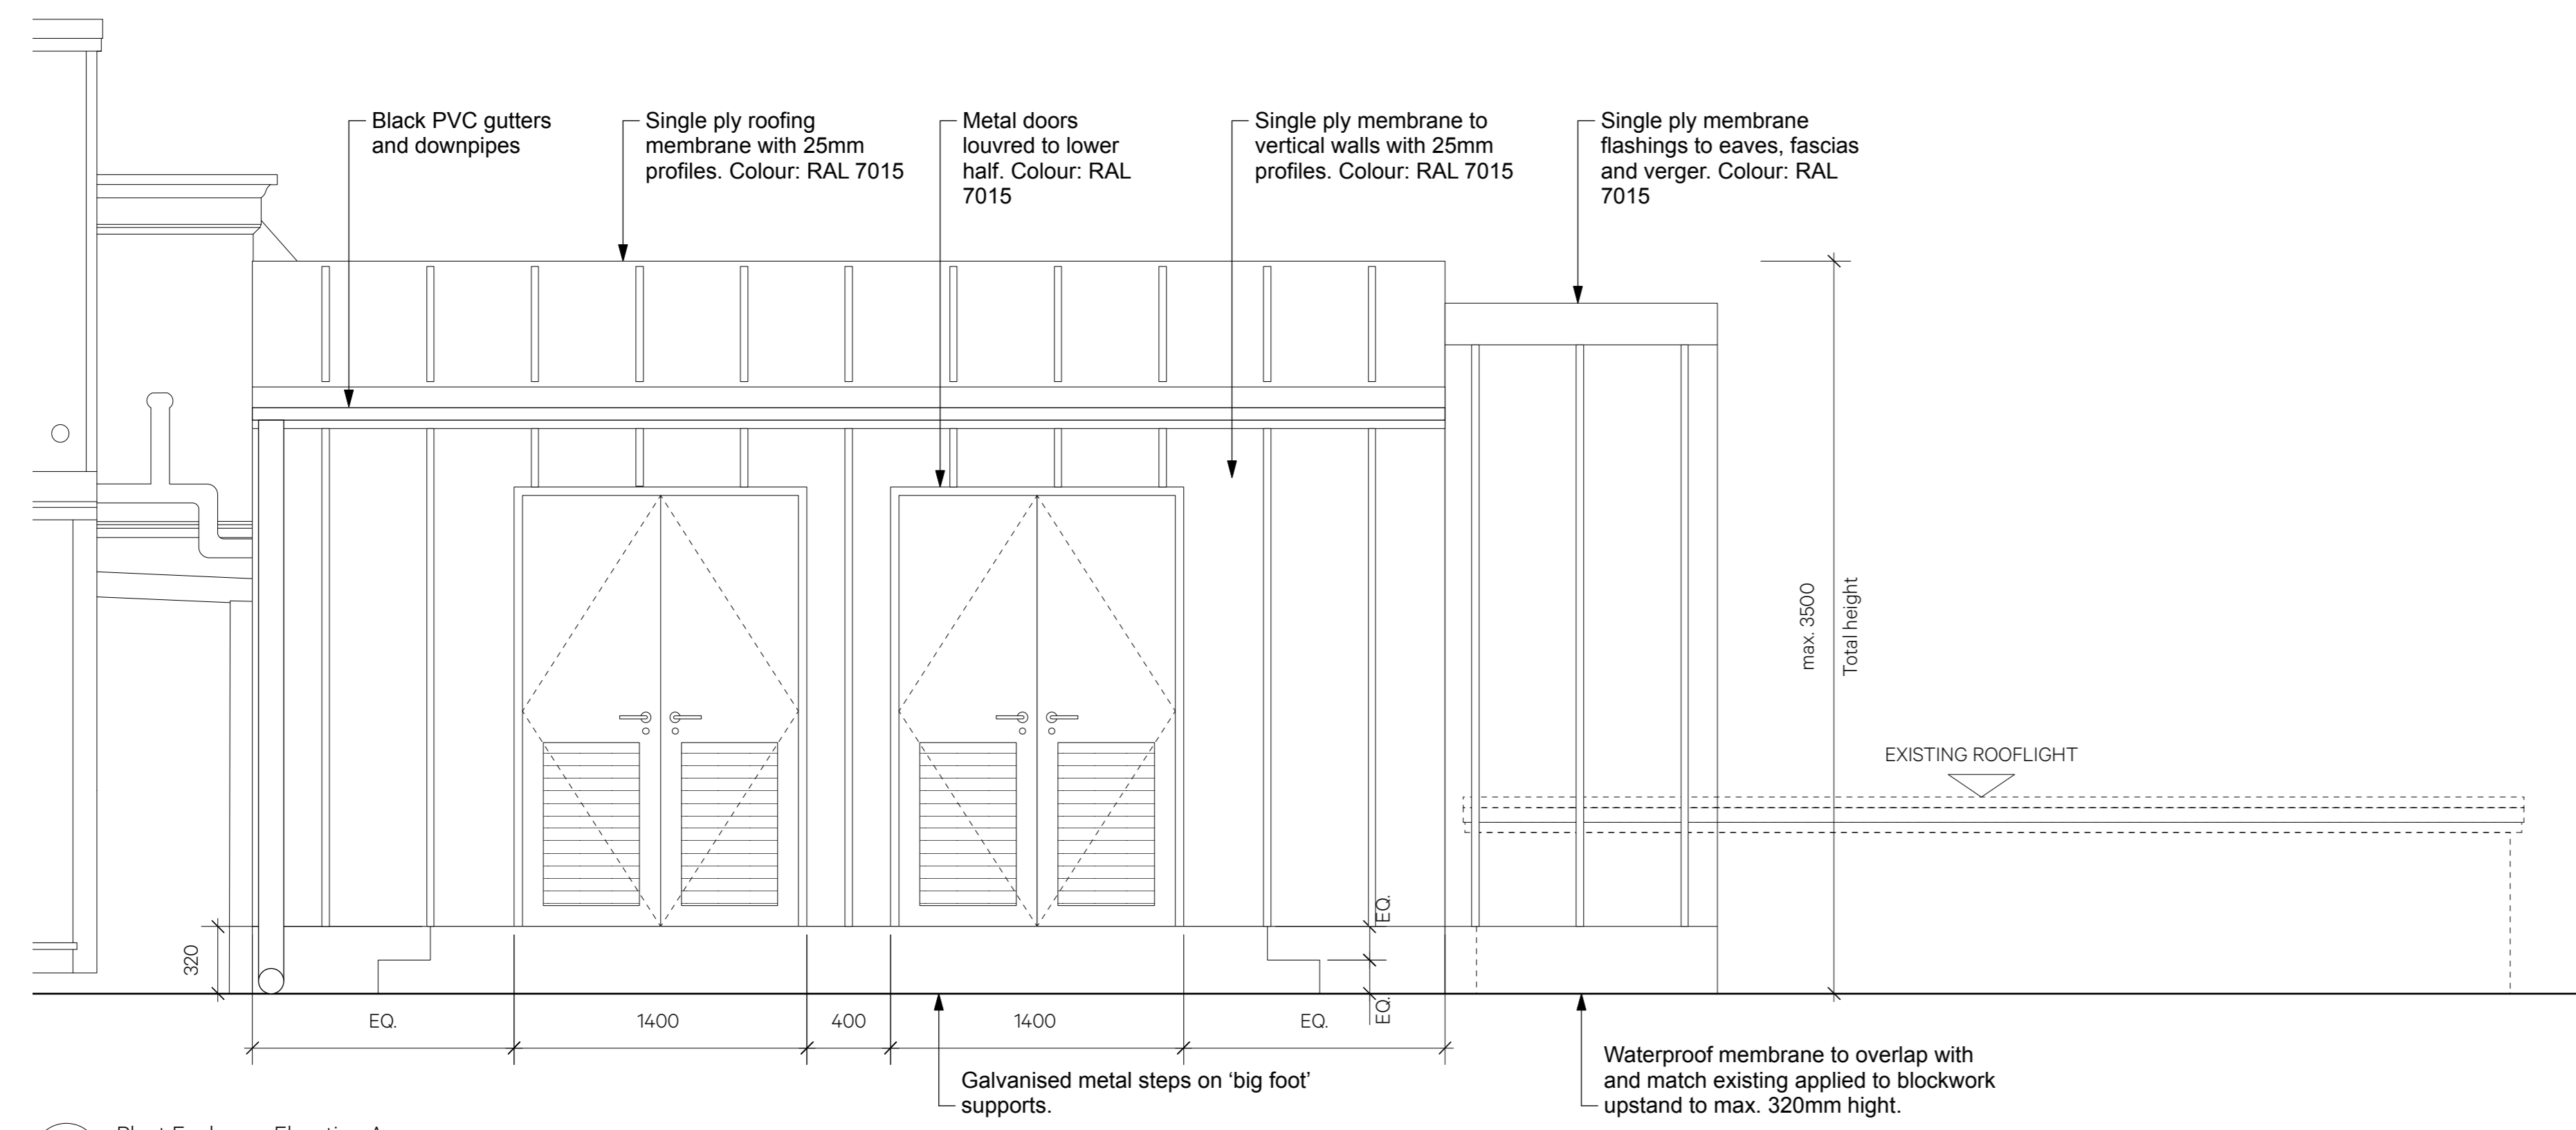 Black PVC gutters
and downpipes
Single ply roofing
membrane with 25mm
profiles. Colour: RAL 7015
Metal doors
louvred to lower
half. Colour: RAL
7015
Single ply membrane to
vertical walls with 25mm
profiles. Colour: RAL 7015
Single ply membrane
flashings to eaves, fascias
and verger. Colour: RAL
7015
max. 3500
Total height
EXISTING ROOFLIGHT
320
EQ.
EQ.
EQ.
1400
400
1400
EQ.
Galvanised metal steps on ‘big foot’
supports.
Waterproof membrane to overlap with
and match existing applied to blockwork
upstand to max. 320mm hight.